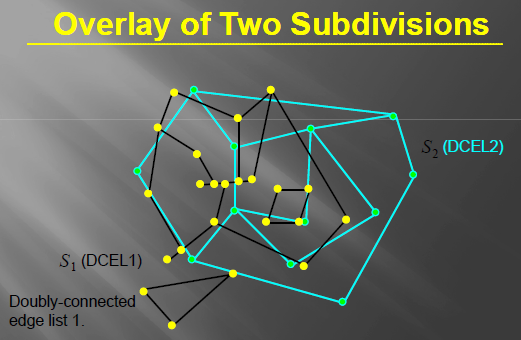 Overlay of Two Subdivisions
S₂ (DCEL2)
S₁ (DCEL1)
Doubly-connected
edge list 1.